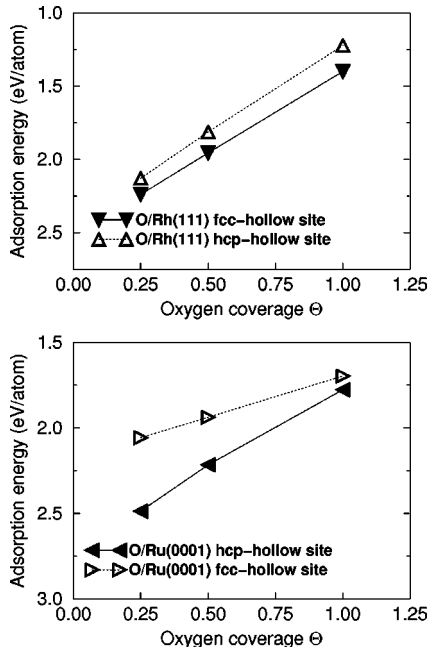 1.0
1.5
2.0
2.5
Adsorption energy (eV/atom)
O/Rh(111) fcc−hollow site
O/Rh(111) hcp−hollow site
0.00 0.25 0.50 0.75 1.00 1.25
Oxygen coverage Θ
1.5
2.0
2.5
3.0
Adsorption energy (eV/atom)
O/Ru(0001) hcp−hollow site
O/Ru(0001) fcc−hollow site
0.00 0.25 0.50 0.75 1.00 1.25
Oxygen coverage Θ